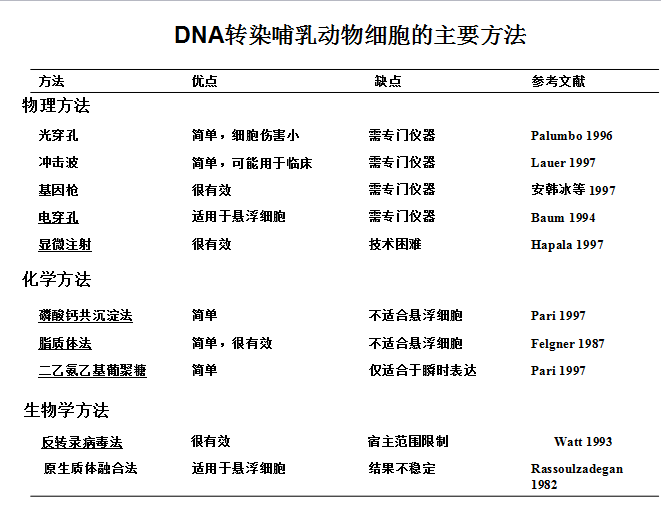 DNA转染哺乳动物细胞的主要方法
方法 优点 缺点 参考文献
物理方法
光穿孔 简单，细胞伤害小 需专门仪器 Palumbo 1996
冲击波 简单，可能用于临床 需专门仪器 Lauer 1997
基因枪 很有效 需专门仪器 安韩冰等 1997
电穿孔 适用于悬浮细胞 需专门仪器 Baum 1994
显微注射 很有效 技术困难 Hapala 1997
化学方法
磷酸钙共沉淀法 简单 不适合悬浮细胞 Pari 1997
脂质体法 简单，很有效 不适合悬浮细胞 Felgner 1987
二乙氨乙基葡聚糖 简单 仅适合于瞬时表达 Pari 1997
生物学方法
反转录病毒法 很有效 宿主范围限制 Watt 1993
原生质体融合法 适用于悬浮细胞 结果不稳定 Rassoulzadegan
1982